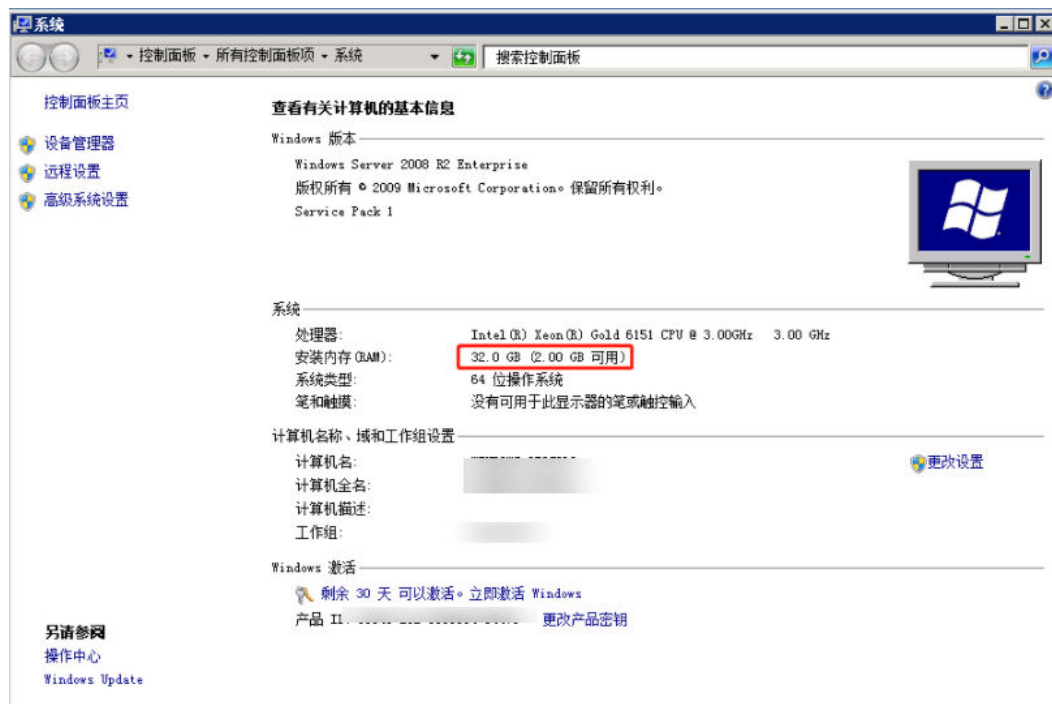 系统
控制面板 所有控制面板项 系统
搜索控制面板
控制面板主页
设备管理器
远程设置
高级系统设置
查看有关计算机的基本信息
Windows 版本
Windows Server 2008 R2 Enterprise
版权所有 © 2009 Microsoft Corporation。保留所有权利。
Service Pack 1
系统
处理器: Intel(R) Xeon(R) Gold 6151 CPU @ 3.00GHz 3.00 GHz
安装内存(RAM): 32.0 GB (2.00 GB 可用)
系统类型: 64 位操作系统
笔和触摸: 没有可用于此显示器的笔或触控输入
计算机名称、域和工作组设置
计算机名:
更改设置
计算机全名:
计算机描述:
工作组:
Windows 激活
剩余 30 天 可以激活。立即激活 Windows
产品 ID: 更改产品密钥
另请参阅
操作中心
Windows Update